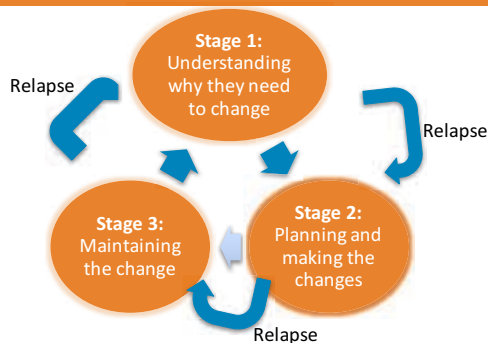 Stage 1:
Understanding
why they need
to change
Relapse
Relapse
Stage 3:
Maintaining
the change
Stage 2:
Planning and
making the
changes
Relapse